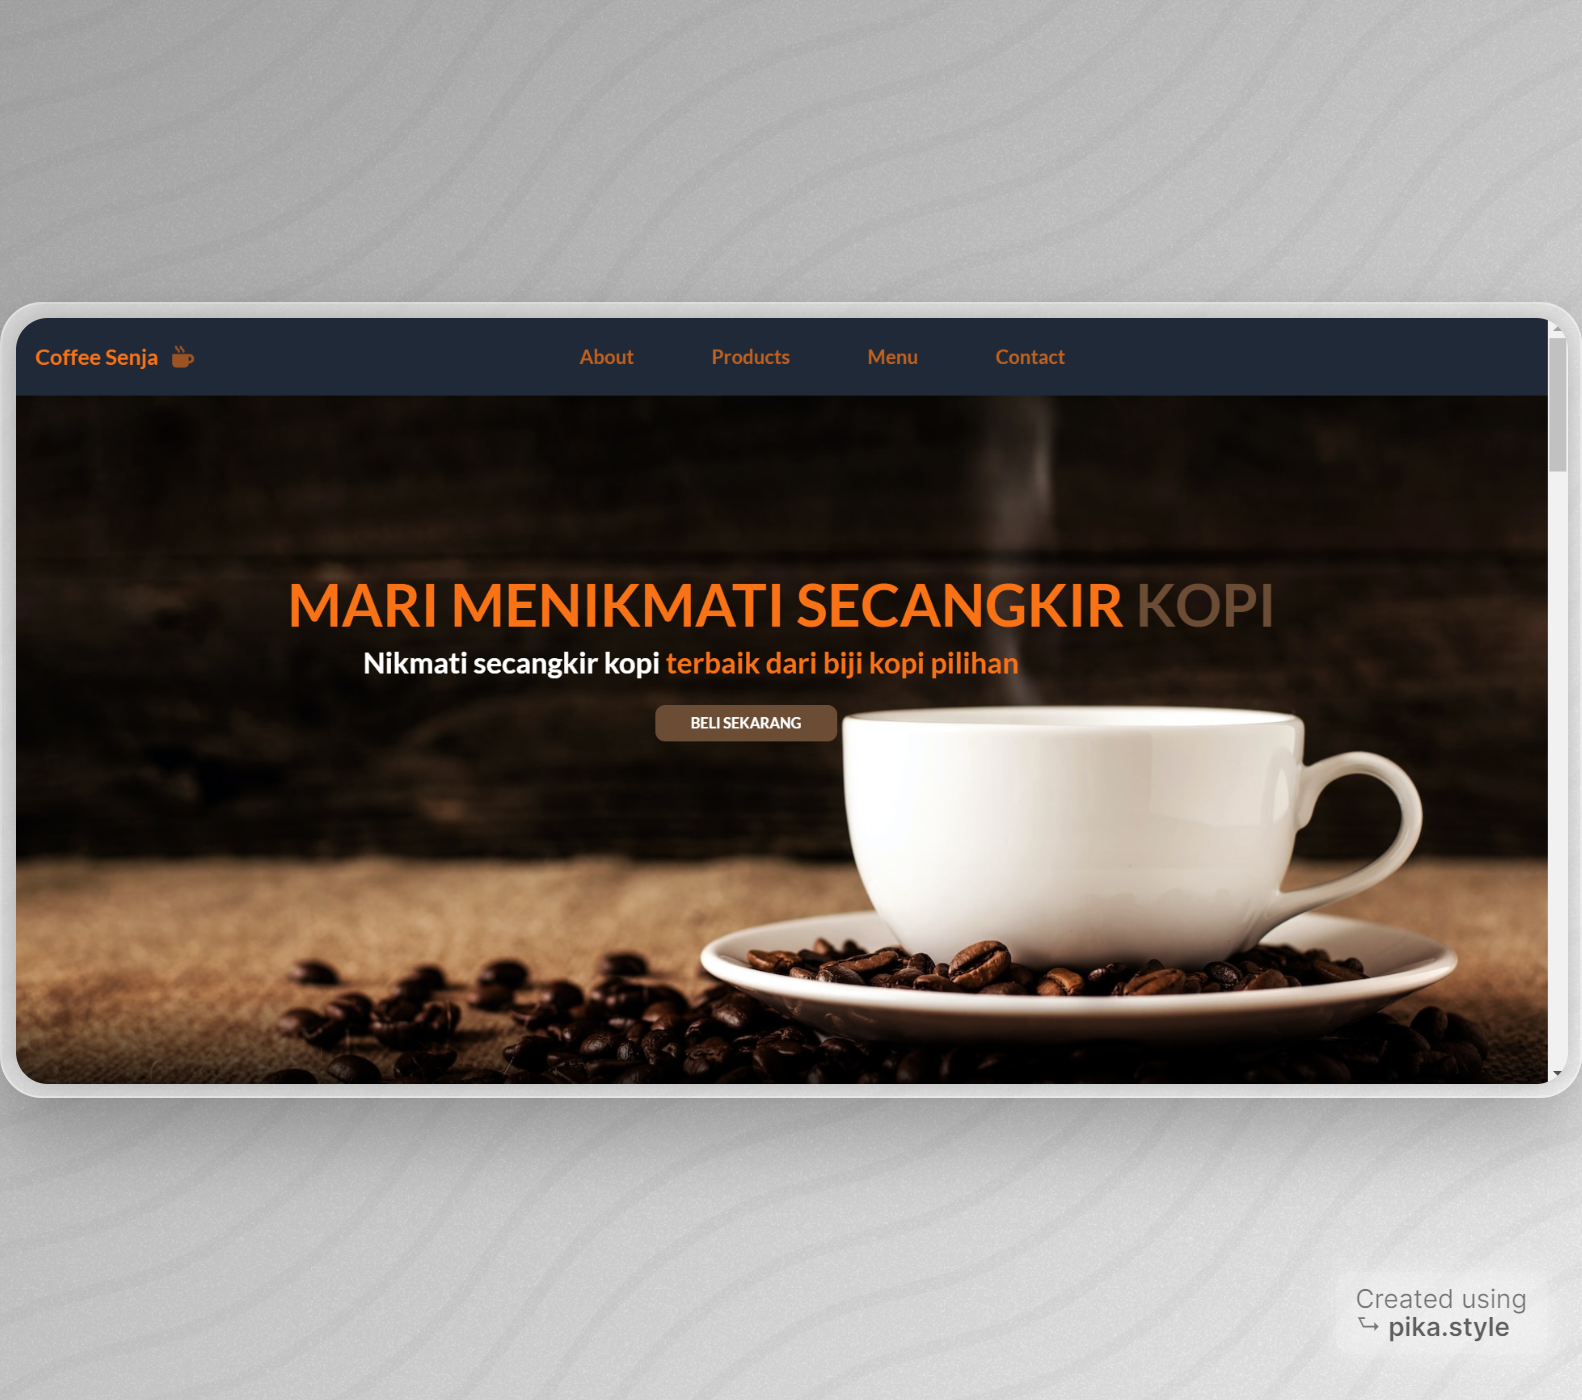 Coffee Senja
About
Products
Menu
Contact
MARI MENIKMATI SECANGKIR KOPI
Nikmati secangkir kopi terbaik dari biji kopi pilihan
BELI SEKARANG
Created using
pika.style